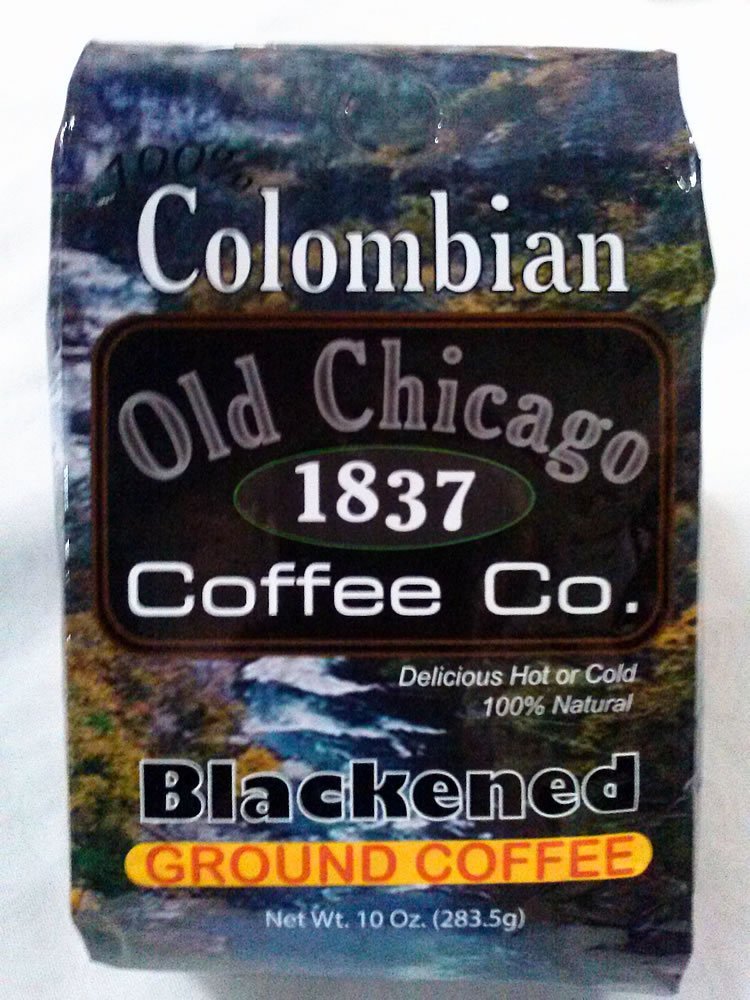 100%
Colombian
Old Chicago
1837
Coffee Co.
Delicious Hot or Cold
100% Natural
Blackened
GROUND COFFEE
Net Wt. 10 Oz. (283.5g)